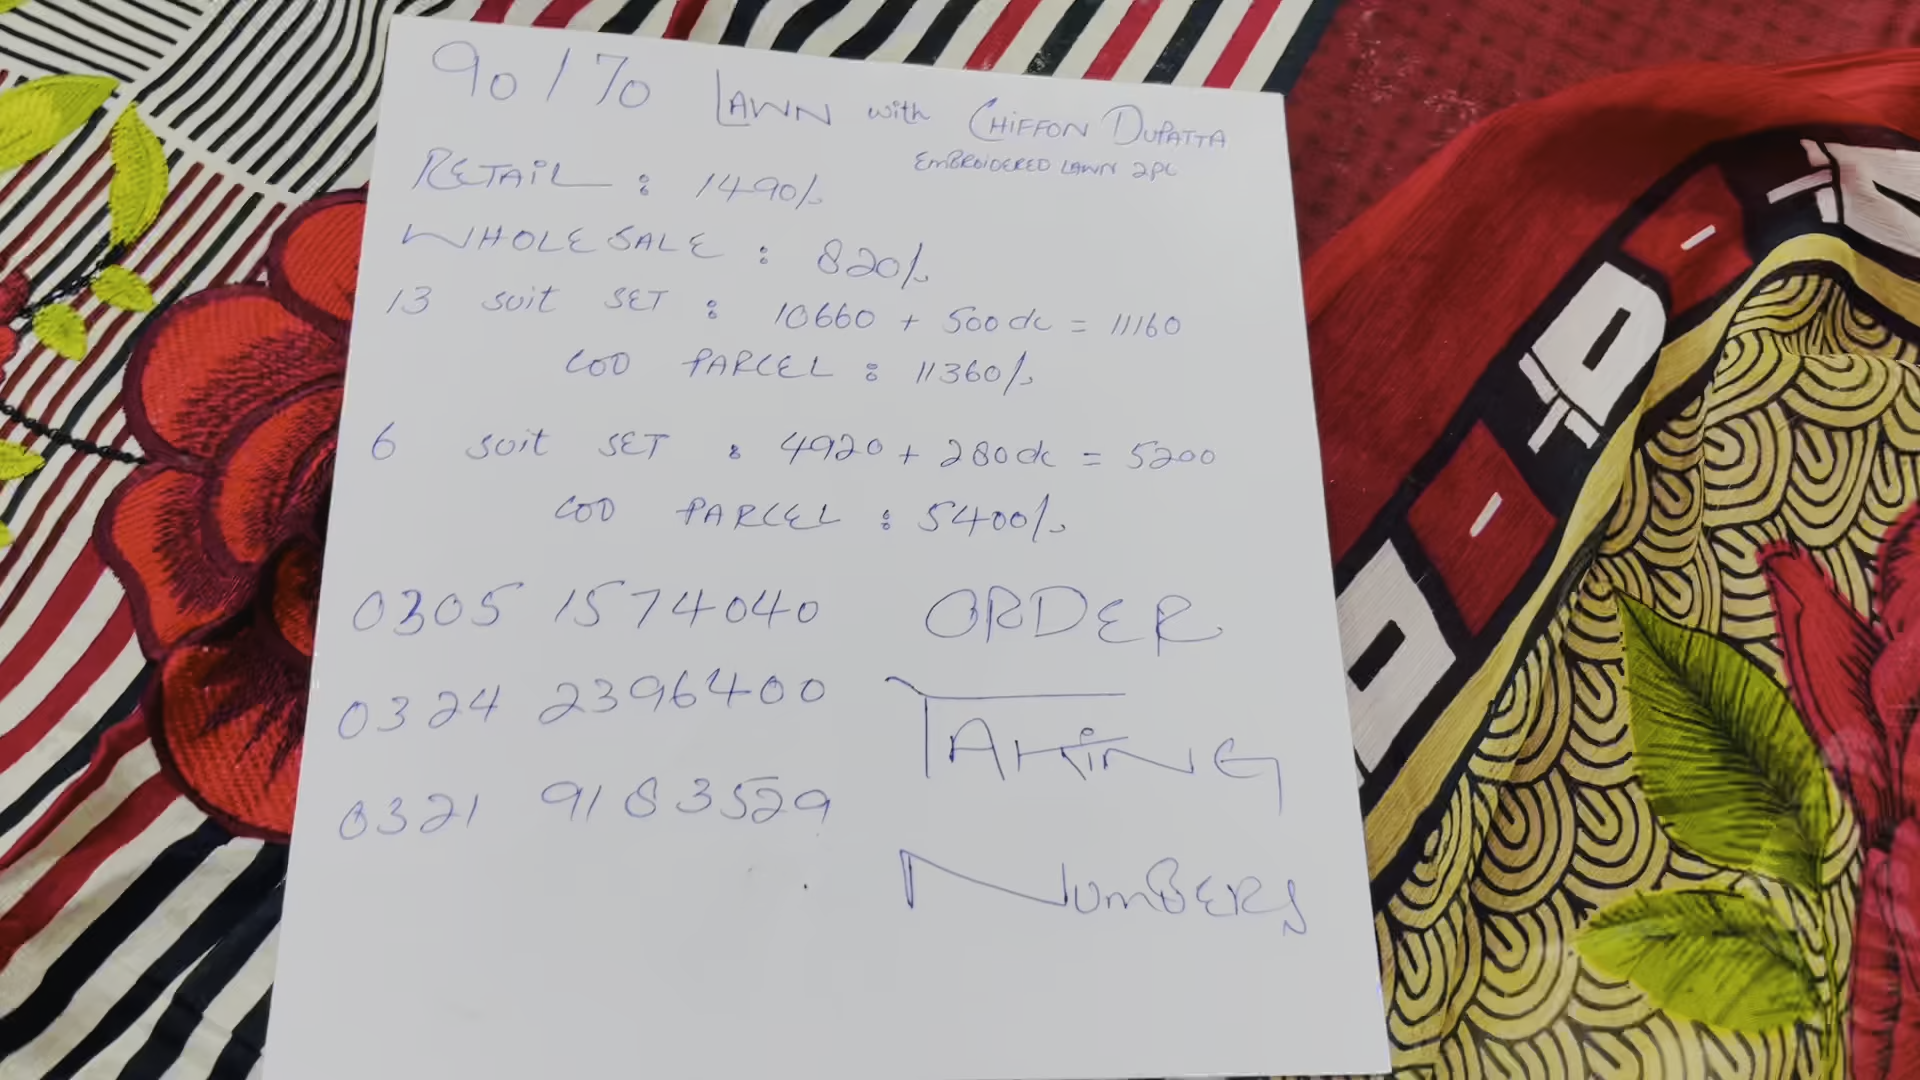 90/70 LAWN with CHIFFON DUPATTA
EMBROIDERED LAWN 2PC
RETAIL : 1490/-
WHOLE SALE : 820/-
13 SUIT SET : 10660 + 500 dc = 11160
COD PARCEL : 11360/-
6 SUIT SET : 4920 + 280 dc = 5200
COD PARCEL : 5400/-
0305 1574040
0324 2396400
0321 9183529
ORDER
TAKING
NUMBERS